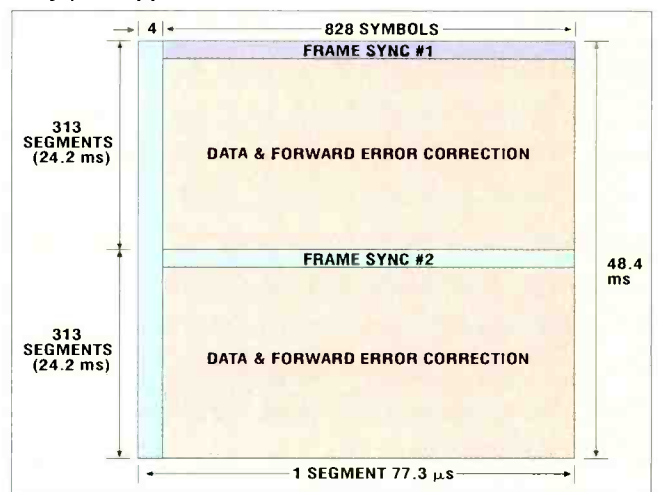 4
828 SYMBOLS
FRAME SYNC #1
313
SEGMENTS
(24.2 ms)
DATA & FORWARD ERROR CORRECTION
FRAME SYNC #2
48.4
ms
313
SEGMENTS
(24.2 ms)
DATA & FORWARD ERROR CORRECTION
1 SEGMENT 77.3 μs